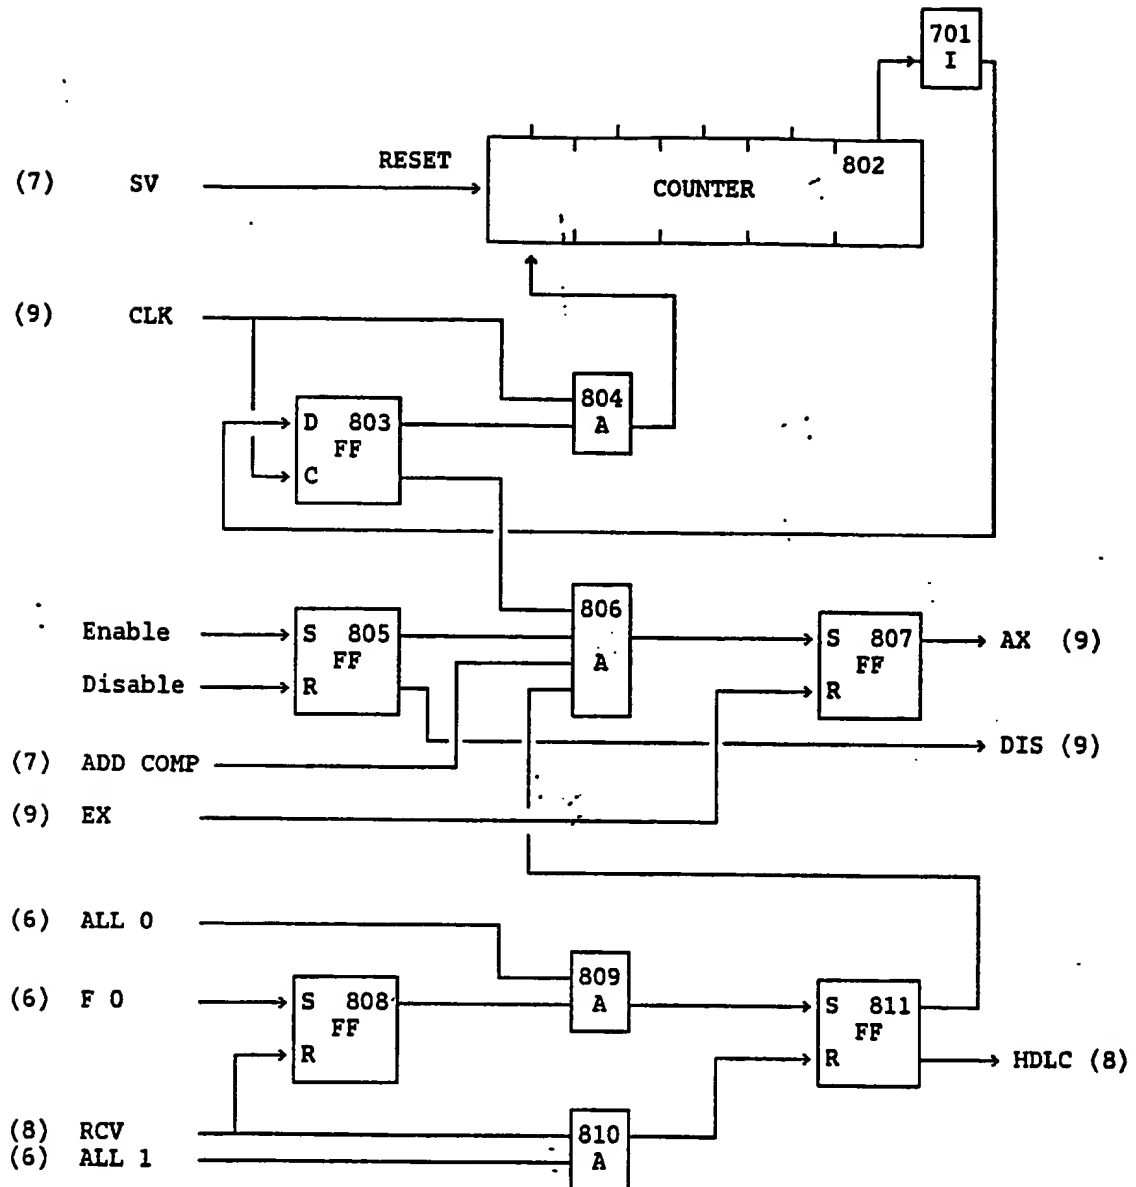 701
I
RESET
802
(7) SV
COUNTER
(9) CLK
804
A
D 803
FF
C
806
Enable
S 805
FF
A
S 807
FF
AX (9)
Disable
R
R
DIS (9)
(7) ADD COMP
(9) EX
(6) ALL 0
809
A
(6) F 0
S 808
FF
R
S 811
FF
R
HDLC (8)
(8) RCV
810
(6) ALL 1
A